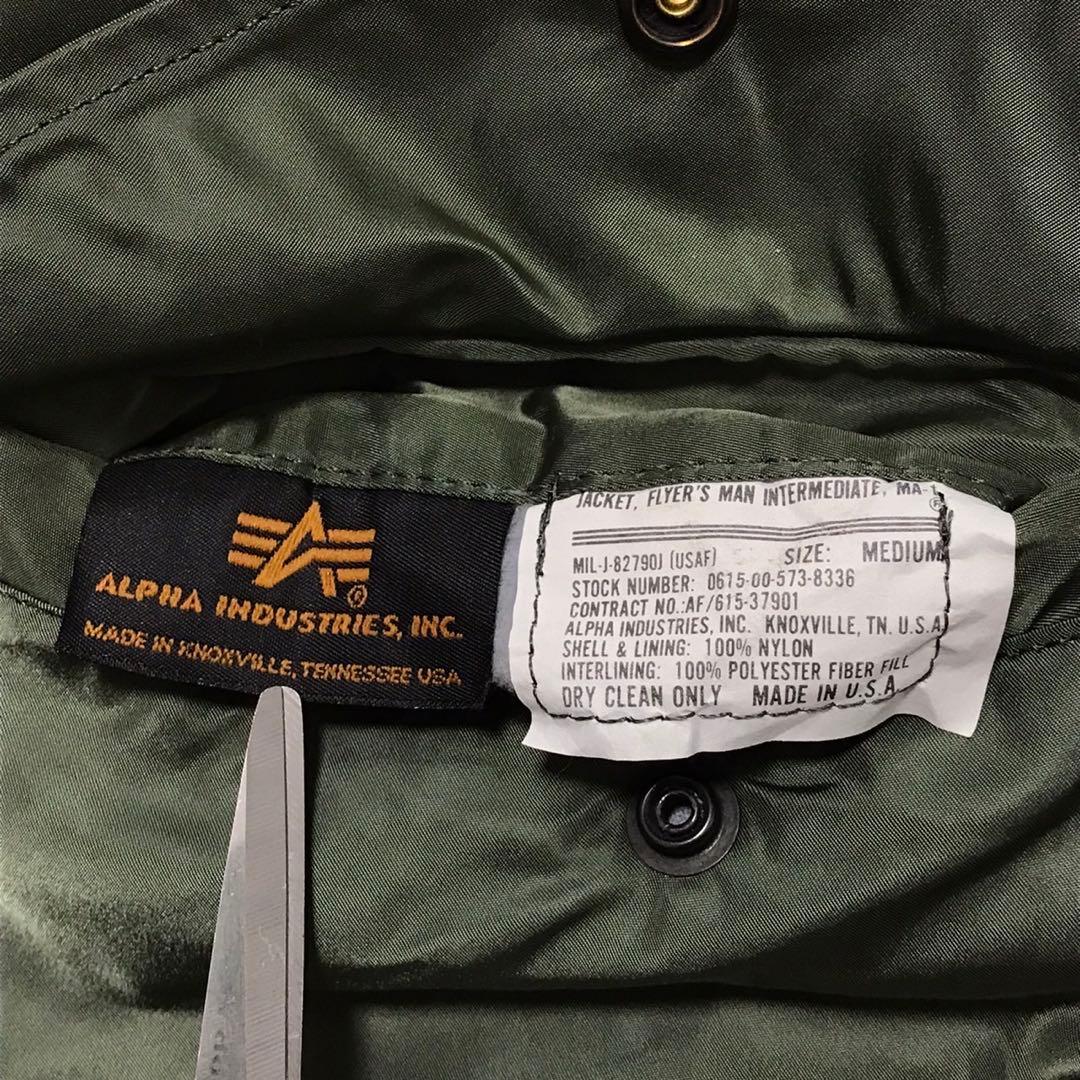 ALPHA INDUSTRIES, INC.
MADE IN KNOXVILLE, TENNESSEE USA
JACKET, FLYER'S MAN INTERMEDIATE, MA-1
®
MIL-J-82790J (USAF) SIZE: MEDIUM
STOCK NUMBER: 0615-00-573-8336
CONTRACT NO.:AF/615-37901
ALPHA INDUSTRIES, INC. KNOXVILLE, TN. U.S.A
SHELL & LINING: 100% NYLON
INTERLINING: 100% POLYESTER FIBER FILL
DRY CLEAN ONLY MADE IN U.S.A.